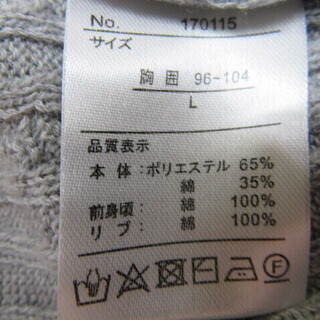 No. 170115
サイズ
胸囲 96-104
L
品質表示
本体：ポリエステル 65%
綿 35%
前身頃： 綿 100%
リブ： 綿 100%
F